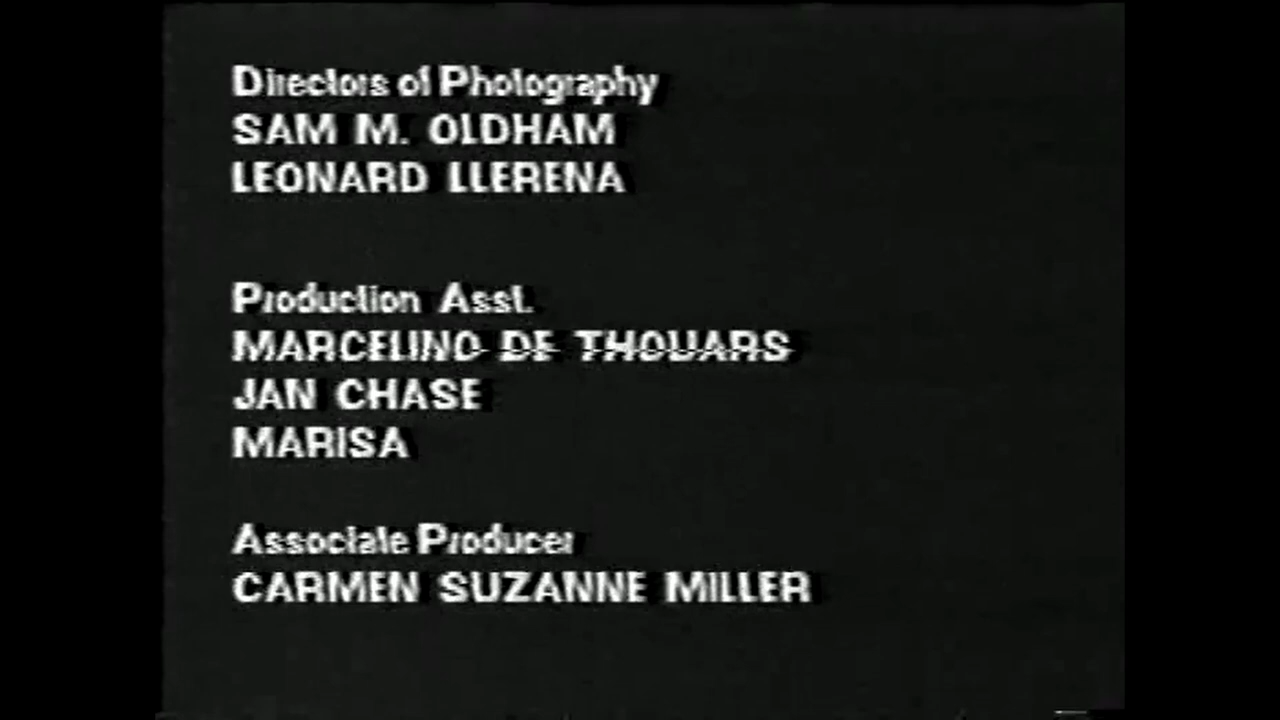 Directors of Photography
SAM M. OLDHAM
LEONARD LLERENA
Production Asst.
MARCELINO DE THOUARS
JAN CHASE
MARISA
Associate Producer
CARMEN SUZANNE MILLER